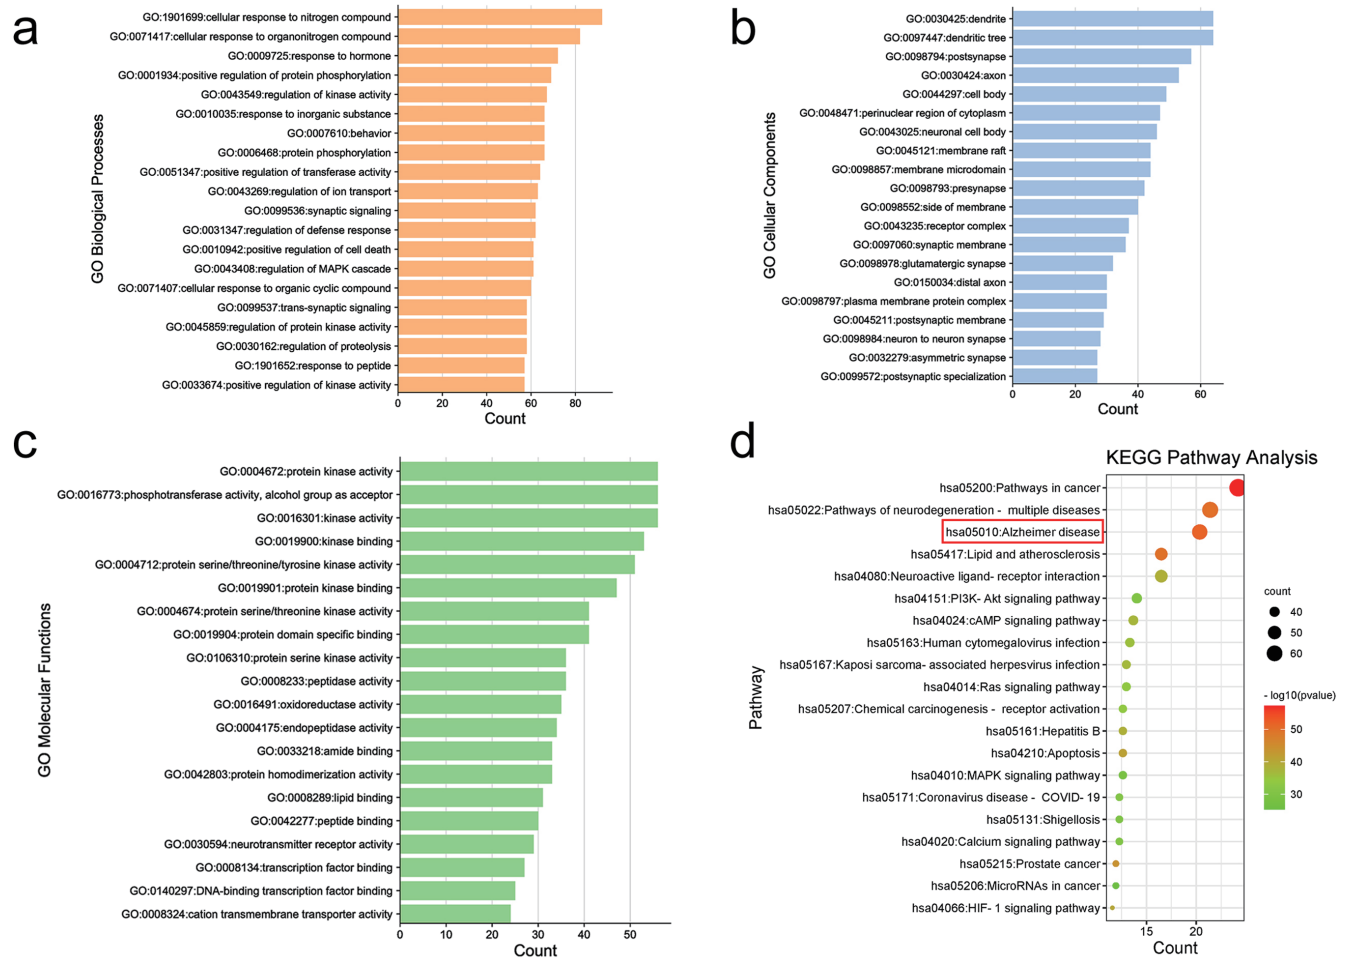 a
GO Biological Processes
GO:1901699:cellular response to nitrogen compound
GO:0071417:cellular response to organonitrogen compound
GO:0009725:response to hormone
GO:0001934:positive regulation of protein phosphorylation
GO:0043549:regulation of kinase activity
GO:0010035:response to inorganic substance
GO:0007610:behavior
GO:0006468:protein phosphorylation
GO:0051347:positive regulation of transferase activity
GO:0043269:regulation of ion transport
GO:0099536:synaptic signaling
GO:0031347:regulation of defense response
GO:0010942:positive regulation of cell death
GO:0043408:regulation of MAPK cascade
GO:0071407:cellular response to organic cyclic compound
GO:0099537:trans-synaptic signaling
GO:0045859:regulation of protein kinase activity
GO:0030162:regulation of proteolysis
GO:1901652:response to peptide
GO:0033674:positive regulation of kinase activity
0 20 40 60 80
Count
b
GO Cellular Components
GO:0030425:dendrite
GO:0097447:dendritic tree
GO:0098794:postsynapse
GO:0030424:axon
GO:0044297:cell body
GO:0048471:perinuclear region of cytoplasm
GO:0043025:neuronal cell body
GO:0045121:membrane raft
GO:0098857:membrane microdomain
GO:0098793:presynapse
GO:0098552:side of membrane
GO:0043235:receptor complex
GO:0097060:synaptic membrane
GO:0098978:glutamatergic synapse
GO:0150034:distal axon
GO:0098797:plasma membrane protein complex
GO:0045211:postsynaptic membrane
GO:0098984:neuron to neuron synapse
GO:0032279:asymmetric synapse
GO:0099572:postsynaptic specialization
0 20 40 60
Count
c
GO Molecular Functions
GO:0004672:protein kinase activity
GO:0016773:phosphotransferase activity, alcohol group as acceptor
GO:0016301:kinase activity
GO:0019900:kinase binding
GO:0004712:protein serine/threonine/tyrosine kinase activity
GO:0019901:protein kinase binding
GO:0004674:protein serine/threonine kinase activity
GO:0019904:protein domain specific binding
GO:0106310:protein serine kinase activity
GO:0008233:peptidase activity
GO:0016491:oxidoreductase activity
GO:0004175:endopeptidase activity
GO:0033218:amide binding
GO:0042803:protein homodimerization activity
GO:0008289:lipid binding
GO:0042277:peptide binding
GO:0030594:neurotransmitter receptor activity
GO:0008134:transcription factor binding
GO:0140297:DNA-binding transcription factor binding
GO:0008324:cation transmembrane transporter activity
0 10 20 30 40 50
Count
d
KEGG Pathway Analysis
Pathway
hsa05200:Pathways in cancer
hsa05022:Pathways of neurodegeneration - multiple diseases
hsa05010:Alzheimer disease
hsa05417:Lipid and atherosclerosis
hsa04080:Neuroactive ligand- receptor interaction
hsa04151:PI3K- Akt signaling pathway
hsa04024:cAMP signaling pathway
hsa05163:Human cytomegalovirus infection
hsa05167:Kaposi sarcoma- associated herpesvirus infection
hsa04014:Ras signaling pathway
hsa05207:Chemical carcinogenesis - receptor activation
hsa05161:Hepatitis B
hsa04210:Apoptosis
hsa04010:MAPK signaling pathway
hsa05171:Coronavirus disease - COVID- 19
hsa05131:Shigellosis
hsa04020:Calcium signaling pathway
hsa05215:Prostate cancer
hsa05206:MicroRNAs in cancer
hsa04066:HIF- 1 signaling pathway
15 20
Count
count
40
50
60
- log10(pvalue)
50
40
30